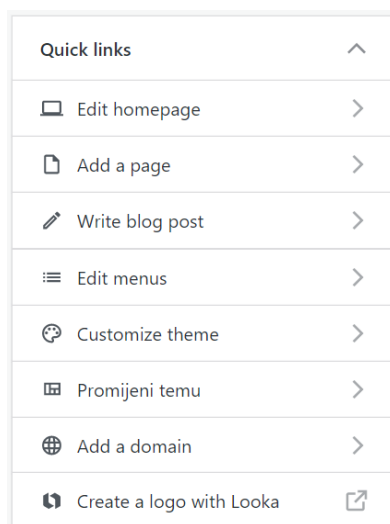 Quick links
Edit homepage
Add a page
Write blog post
Edit menus
Customize theme
Promijeni temu
Add a domain
Create a logo with Looka